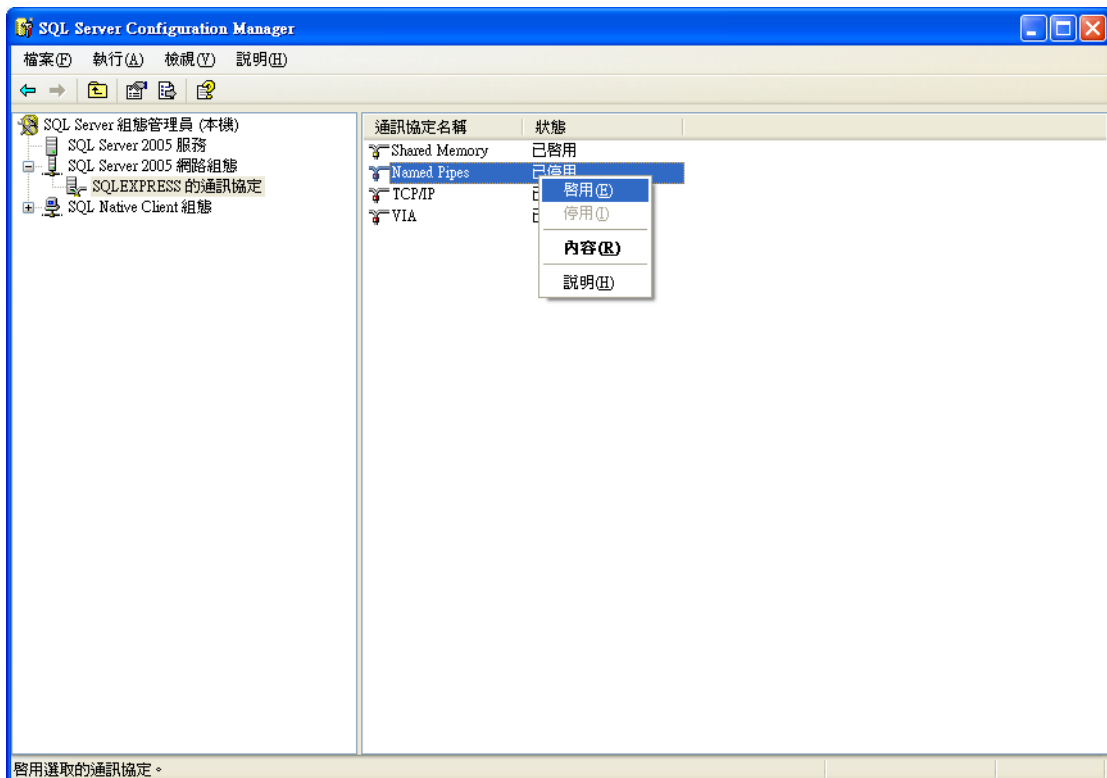 SQL Server Configuration Manager
檔案(F) 執行(A) 檢視(V) 說明(H)
SQL Server 組態管理員 (本機)
SQL Server 2005 服務
SQL Server 2005 網路組態
SQLEXPRESS 的通訊協定
SQL Native Client 組態
通訊協定名稱 狀態
Shared Memory 已啓用
Named Pipes 已停用
TCP/IP
VIA
啓用(E)
停用(I)
內容(R)
說明(H)
啓用選取的通訊協定。